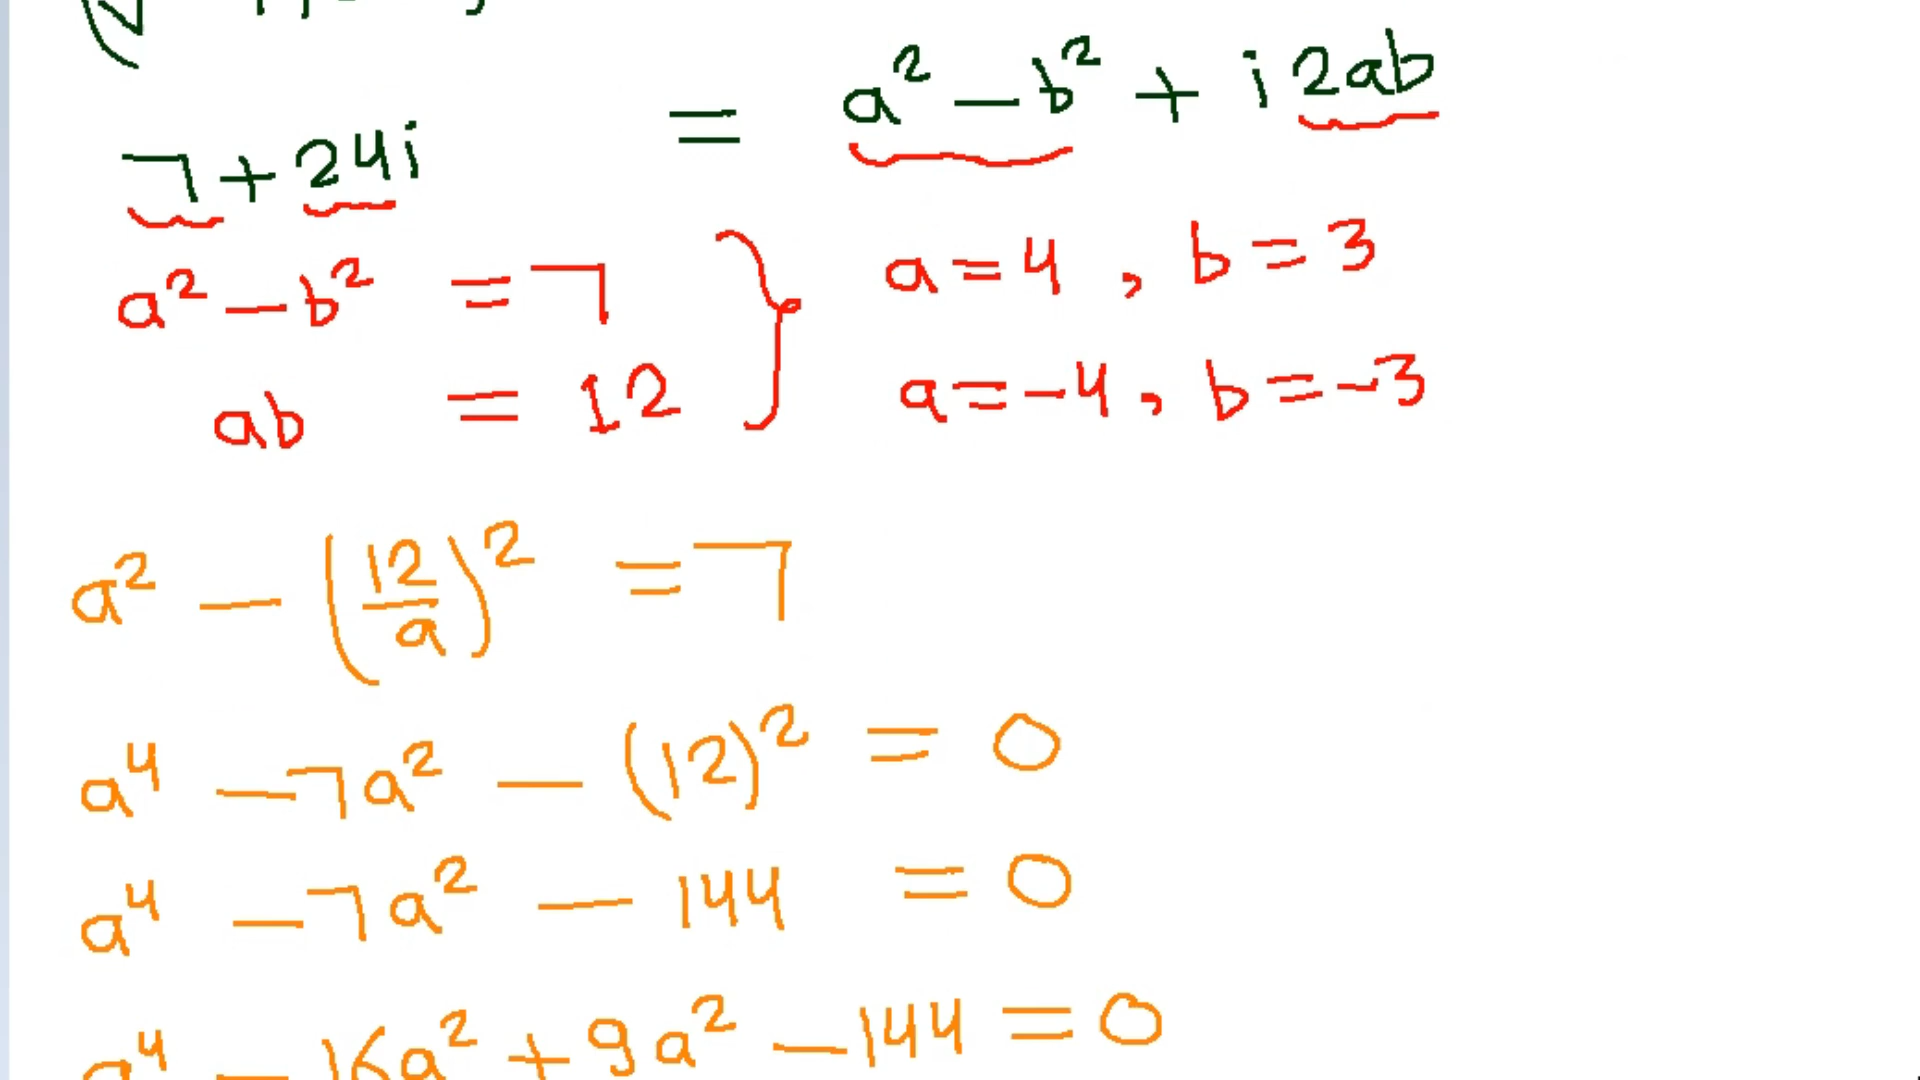 7+24i = a² − b² + i 2ab
a² − b² = 7 } a = 4 , b = 3
ab = 12 a = −4 , b = −3
a² − (12/a)² = 7
a⁴ − 7a² − (12)² = 0
a⁴ − 7a² − 144 = 0
a⁴ − 16a² + 9a² − 144 = 0